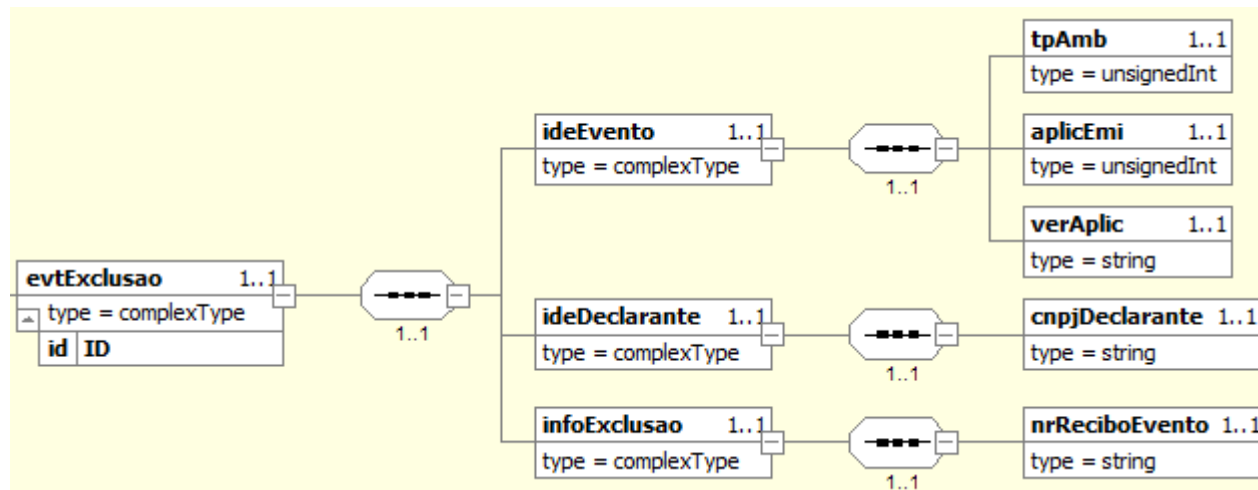 tpAmb 1..1
type = unsignedInt
ideEvento 1..1
type = complexType
1..1
aplicEmi 1..1
type = unsignedInt
verAplic 1..1
type = string
evtExclusao 1..1
type = complexType
id ID
1..1
ideDeclarante 1..1
type = complexType
1..1
cnpjDeclarante 1..1
type = string
infoExclusao 1..1
type = complexType
1..1
nrReciboEvento 1..1
type = string